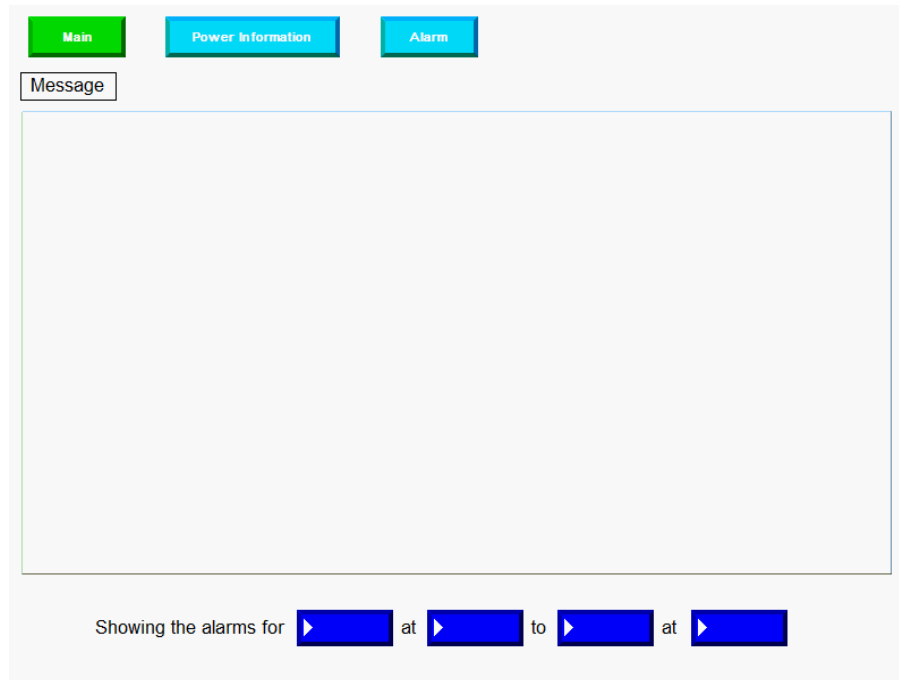 Main Power Information Alarm
Message
Showing the alarms for at to at